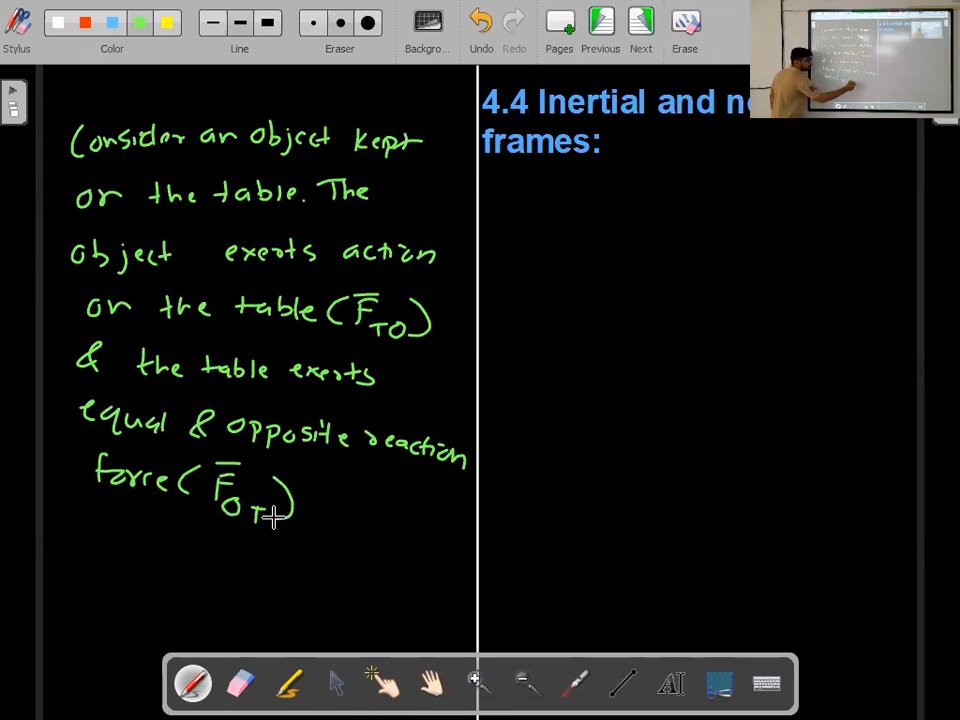 Stylus
Color
Line
Eraser
Backgro...
Undo
Redo
Pages
Previous
Next
Erase
Consider an object kept
on the table. The
object exerts action
on the table (F̅TO)
& the table exerts
equal & opposite reaction
force (F̅OT)
4.4 Inertial and
frames: